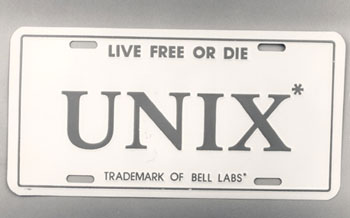 LIVE FREE OR DIE
UNIX*
TRADEMARK OF BELL LABS*